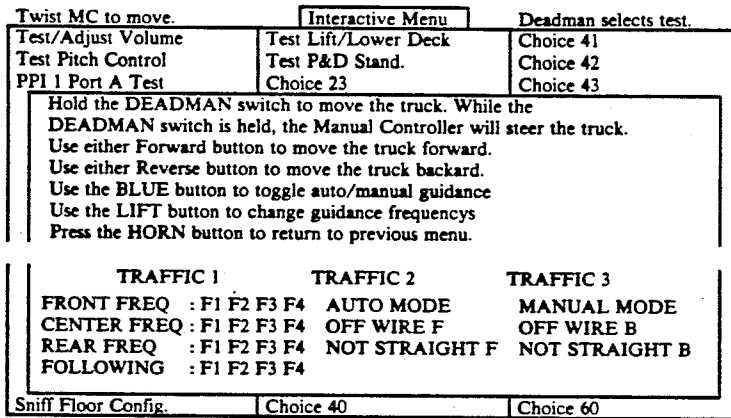 Twist MC to move. Interactive Menu Deadman selects test.
Test/Adjust Volume Test Lift/Lower Deck Choice 41
Test Pitch Control Test P&D Stand. Choice 42
PPI 1 Port A Test Choice 23 Choice 43
Hold the DEADMAN switch to move the truck. While the
DEADMAN switch is held, the Manual Controller will steer the truck.
Use either Forward button to move the truck forward.
Use either Reverse button to move the truck backard.
Use the BLUE button to toggle auto/manual guidance
Use the LIFT button to change guidance frequencys
Press the HORN button to return to previous menu.
TRAFFIC 1 TRAFFIC 2 TRAFFIC 3
FRONT FREQ : F1 F2 F3 F4 AUTO MODE MANUAL MODE
CENTER FREQ : F1 F2 F3 F4 OFF WIRE F OFF WIRE B
REAR FREQ : F1 F2 F3 F4 NOT STRAIGHT F NOT STRAIGHT B
FOLLOWING : F1 F2 F3 F4
Sniff Floor Config. Choice 40 Choice 60